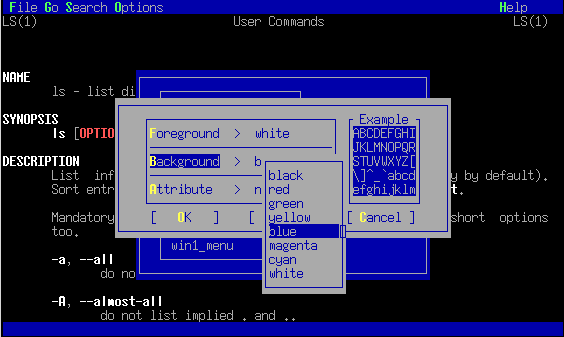 File Go Search Options Help
LS(1) User Commands LS(1)
NAME
ls - list di
SYNOPSIS
ls [OPTIO
DESCRIPTION
List inf y by default).
Sort entr t.
Mandatory short options
too.
-a, --all
do no
-A, --almost-all
do not list implied . and ..
Foreground > white
Background > b
Attribute > n
[ OK ] [ [ Cancel ]
Example
ABCDEFGHI
JKLMNOPQR
STUVWXYZ[
\]^_`abcd
efghijklm
black
red
green
yellow
blue
magenta
cyan
white
win1_menu